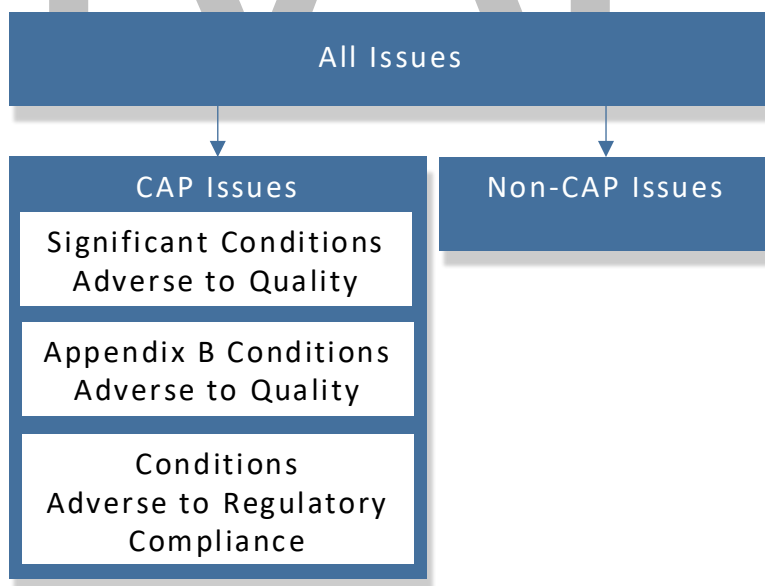 All Issues
CAP Issues
Significant Conditions
Adverse to Quality
Appendix B Conditions
Adverse to Quality
Conditions
Adverse to Regulatory
Compliance
Non-CAP Issues